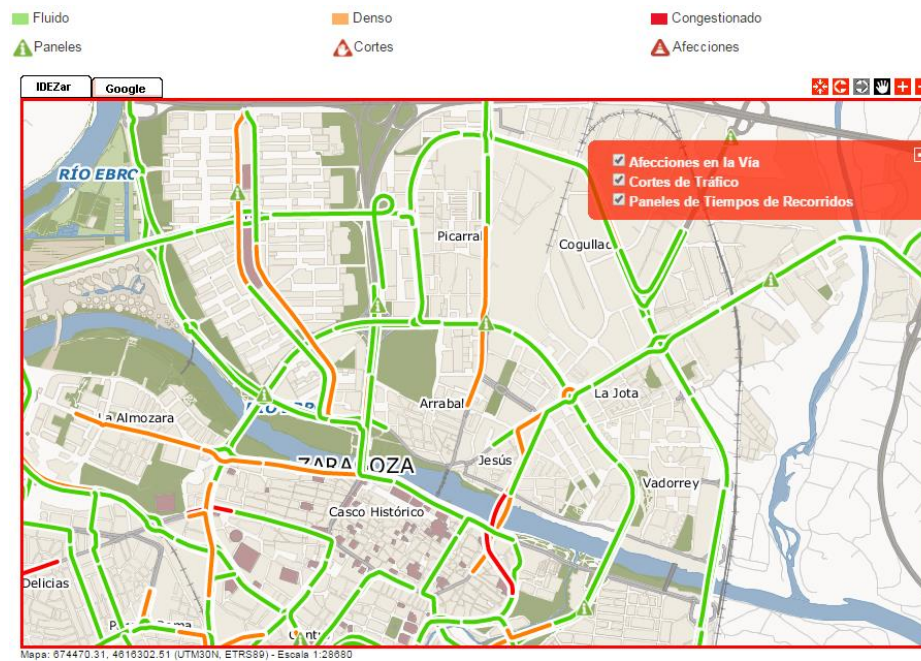 Fluido
Denso
Congestionado
Paneles
Cortes
Afecciones
IDEZar
Google
Afecciones en la Vía
Cortes de Tráfico
Paneles de Tiempos de Recorridos
RÍO EBRO
Picarral
Cogullad
Arrabal
La Jota
La Almozara
ZARAGOZA
Jesús
Vadorrey
Casco Histórico
Delicias
Mapa: 674470.31, 4616302.51 (UTM30N, ETRS89) - Escala 1:28680